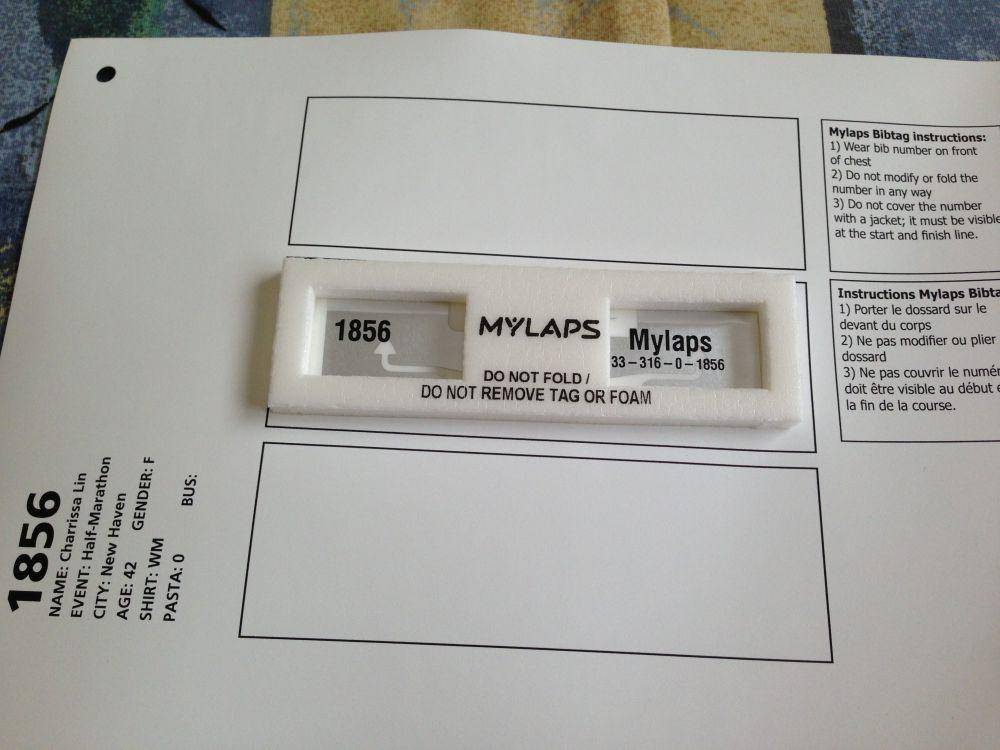 Mylaps Bibtag instructions:
1) Wear bib number on front
of chest
2) Do not modify or fold the
number in any way
3) Do not cover the number
with a jacket; it must be visible
at the start and finish line.
Instructions Mylaps Bibta
1) Porter le dossard sur le
devant du corps
2) Ne pas modifier ou plier
dossard
3) Ne pas couvrir le numér
doit être visible au début e
la fin de la course.
1856
MYLAPS
DO NOT FOLD /
DO NOT REMOVE TAG OR FOAM
Mylaps
33-316-0-1856
1856
NAME: Charrissa Lin
EVENT: Half-Marathon
CITY: New Haven
AGE: 42 GENDER: F
SHIRT: WM
PASTA: 0 BUS: